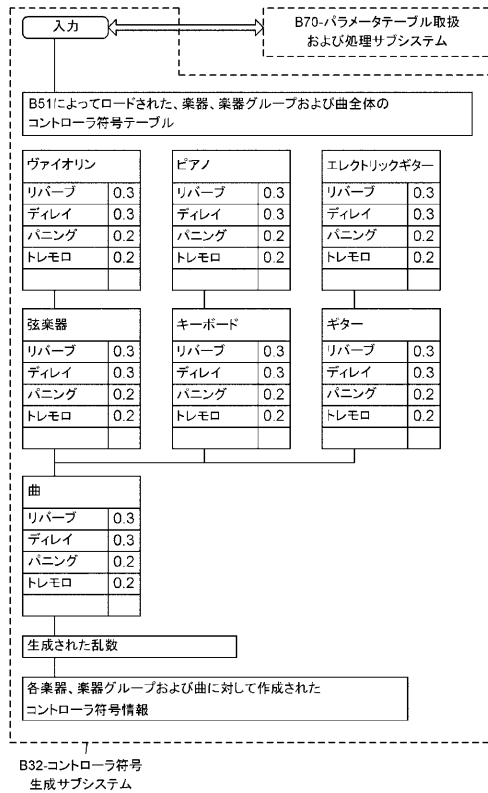 入力
B70-パラメータテーブル取扱
および処理サブシステム
B51によってロードされた、楽器、楽器グループおよび曲全体の
コントローラ符号テーブル
ヴァイオリン
リバーブ 0.3
ディレイ 0.3
パニング 0.2
トレモロ 0.2
ピアノ
リバーブ 0.3
ディレイ 0.3
パニング 0.2
トレモロ 0.2
エレクトリックギター
リバーブ 0.3
ディレイ 0.3
パニング 0.2
トレモロ 0.2
弦楽器
リバーブ 0.3
ディレイ 0.3
パニング 0.2
トレモロ 0.2
キーボード
リバーブ 0.3
ディレイ 0.3
パニング 0.2
トレモロ 0.2
ギター
リバーブ 0.3
ディレイ 0.3
パニング 0.2
トレモロ 0.2
曲
リバーブ 0.3
ディレイ 0.3
パニング 0.2
トレモロ 0.2
生成された乱数
各楽器、楽器グループおよび曲に対して作成された
コントローラ符号情報
B32-コントローラ符号
生成サブシステム